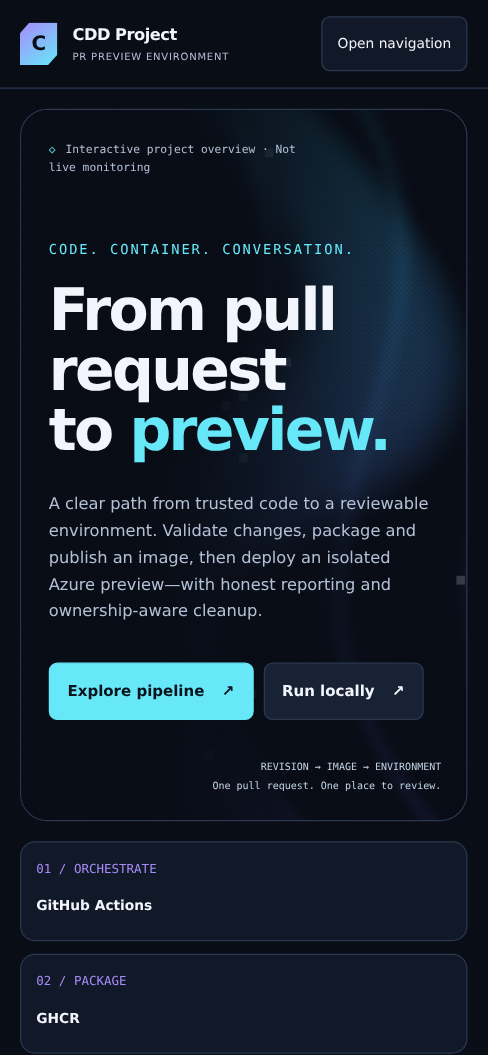 C
CDD Project
PR PREVIEW ENVIRONMENT
Open navigation
◇ Interactive project overview · Not
live monitoring
CODE. CONTAINER. CONVERSATION.
From pull
request
to preview.
A clear path from trusted code to a reviewable
environment. Validate changes, package and
publish an image, then deploy an isolated
Azure preview—with honest reporting and
ownership-aware cleanup.
Explore pipeline ↗
Run locally ↗
REVISION → IMAGE → ENVIRONMENT
One pull request. One place to review.
01 / ORCHESTRATE
GitHub Actions
02 / PACKAGE
GHCR